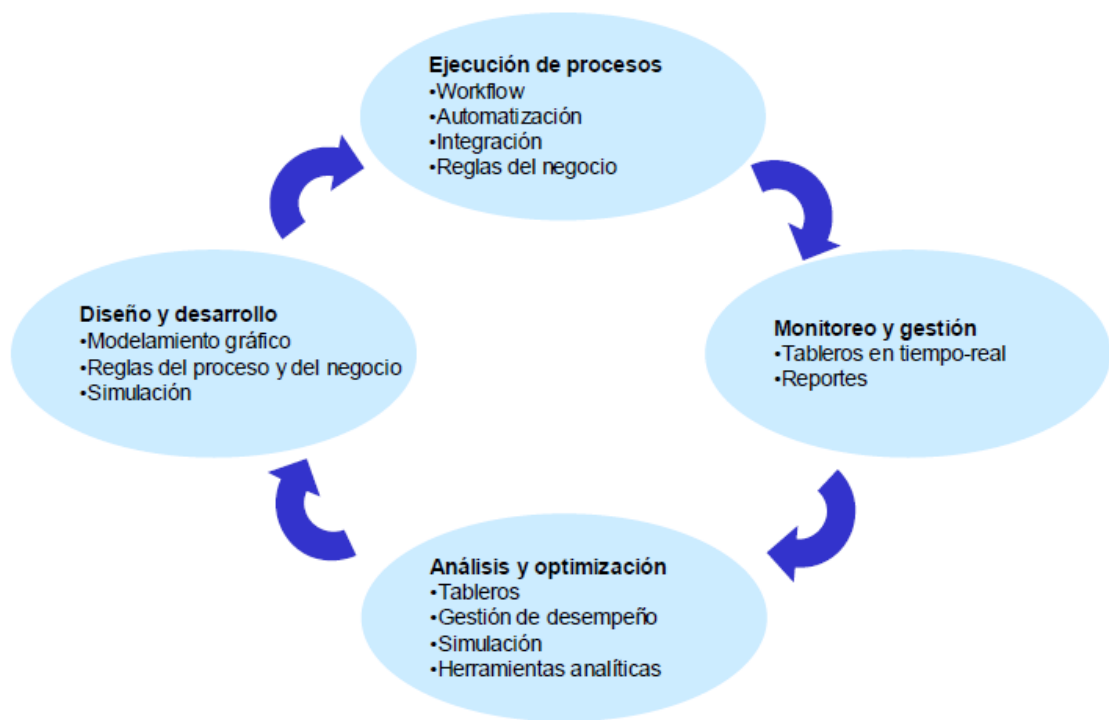 Ejecución de procesos
•Workflow
•Automatización
•Integración
•Reglas del negocio
Diseño y desarrollo
•Modelamiento gráfico
•Reglas del proceso y del negocio
•Simulación
Monitoreo y gestión
•Tableros en tiempo-real
•Reportes
Análisis y optimización
•Tableros
•Gestión de desempeño
•Simulación
•Herramientas analíticas